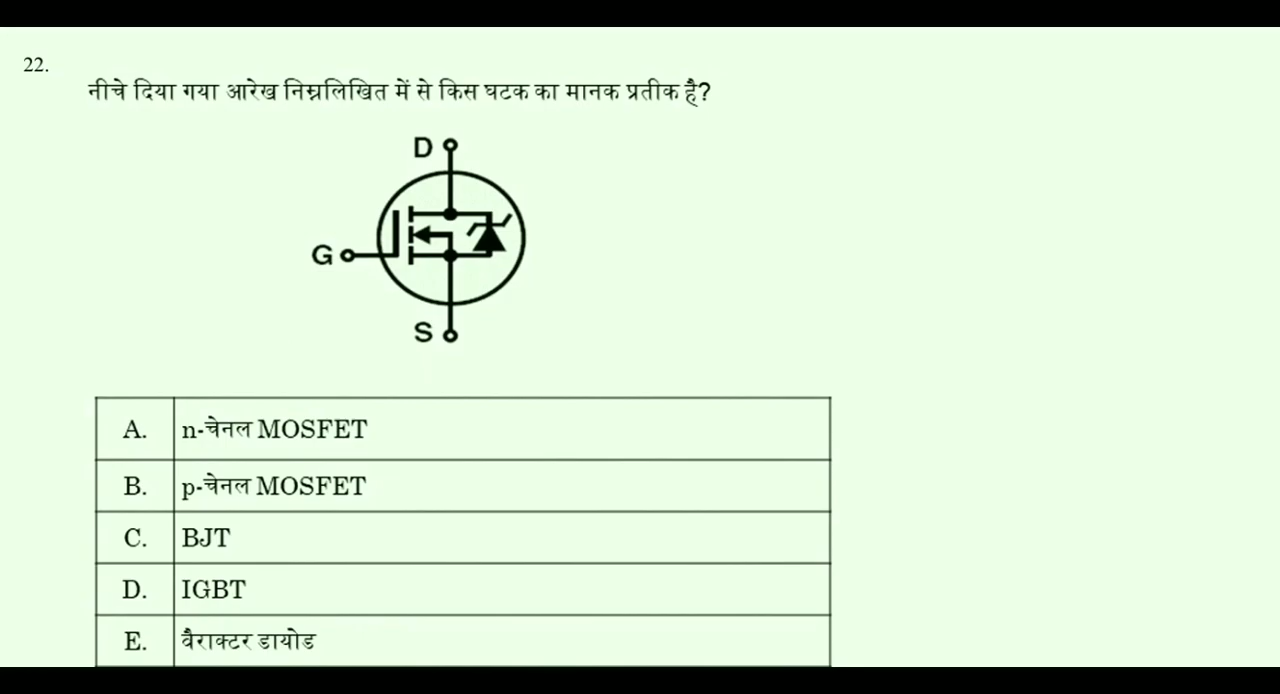 22.
नीचे दिया गया आरेख निम्नलिखित में से किस घटक का मानक प्रतीक है?
D
G
S
A. n-चेनल MOSFET
B. p-चेनल MOSFET
C. BJT
D. IGBT
E. वैराक्टर डायोड